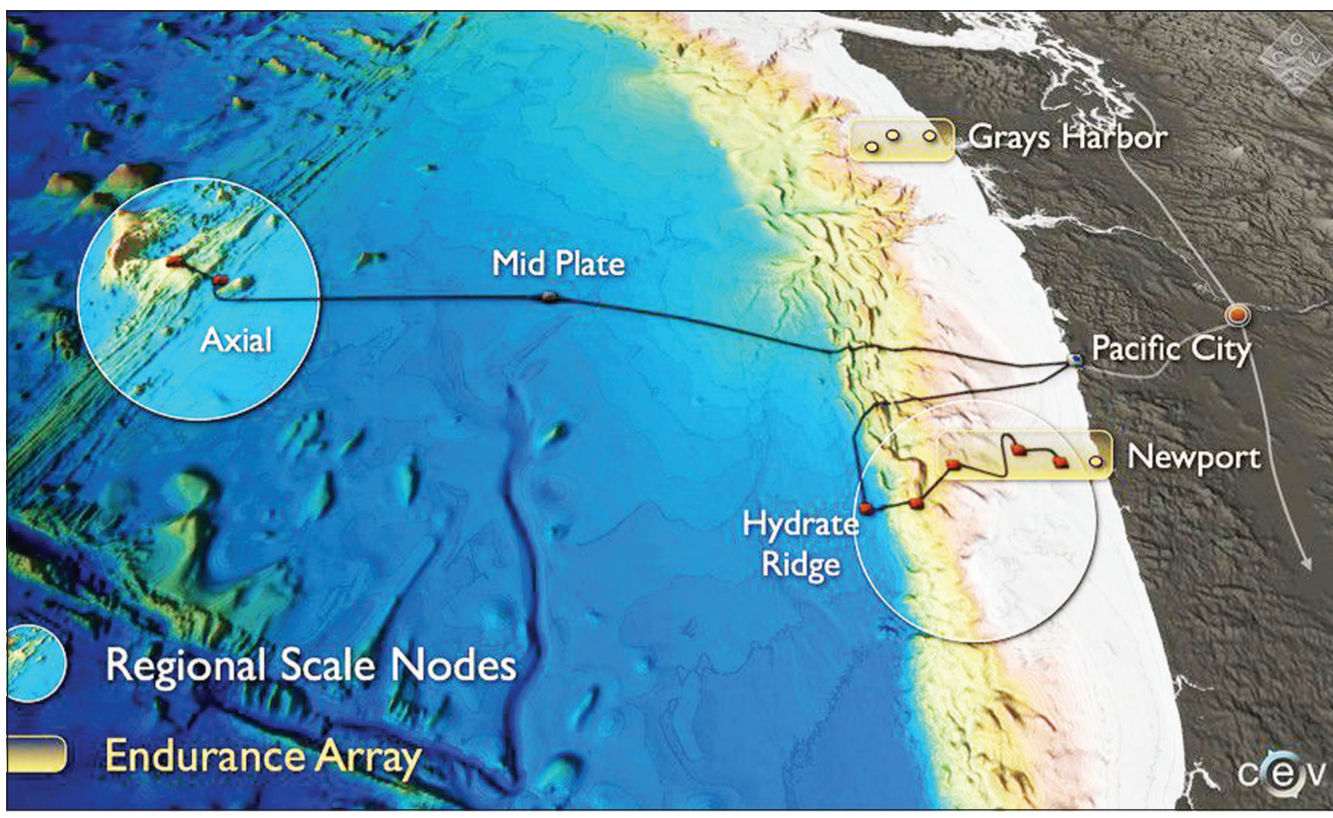 Grays Harbor
Mid Plate
Axial
Pacific City
Newport
Hydrate
Ridge
Regional Scale Nodes
Endurance Array
cev